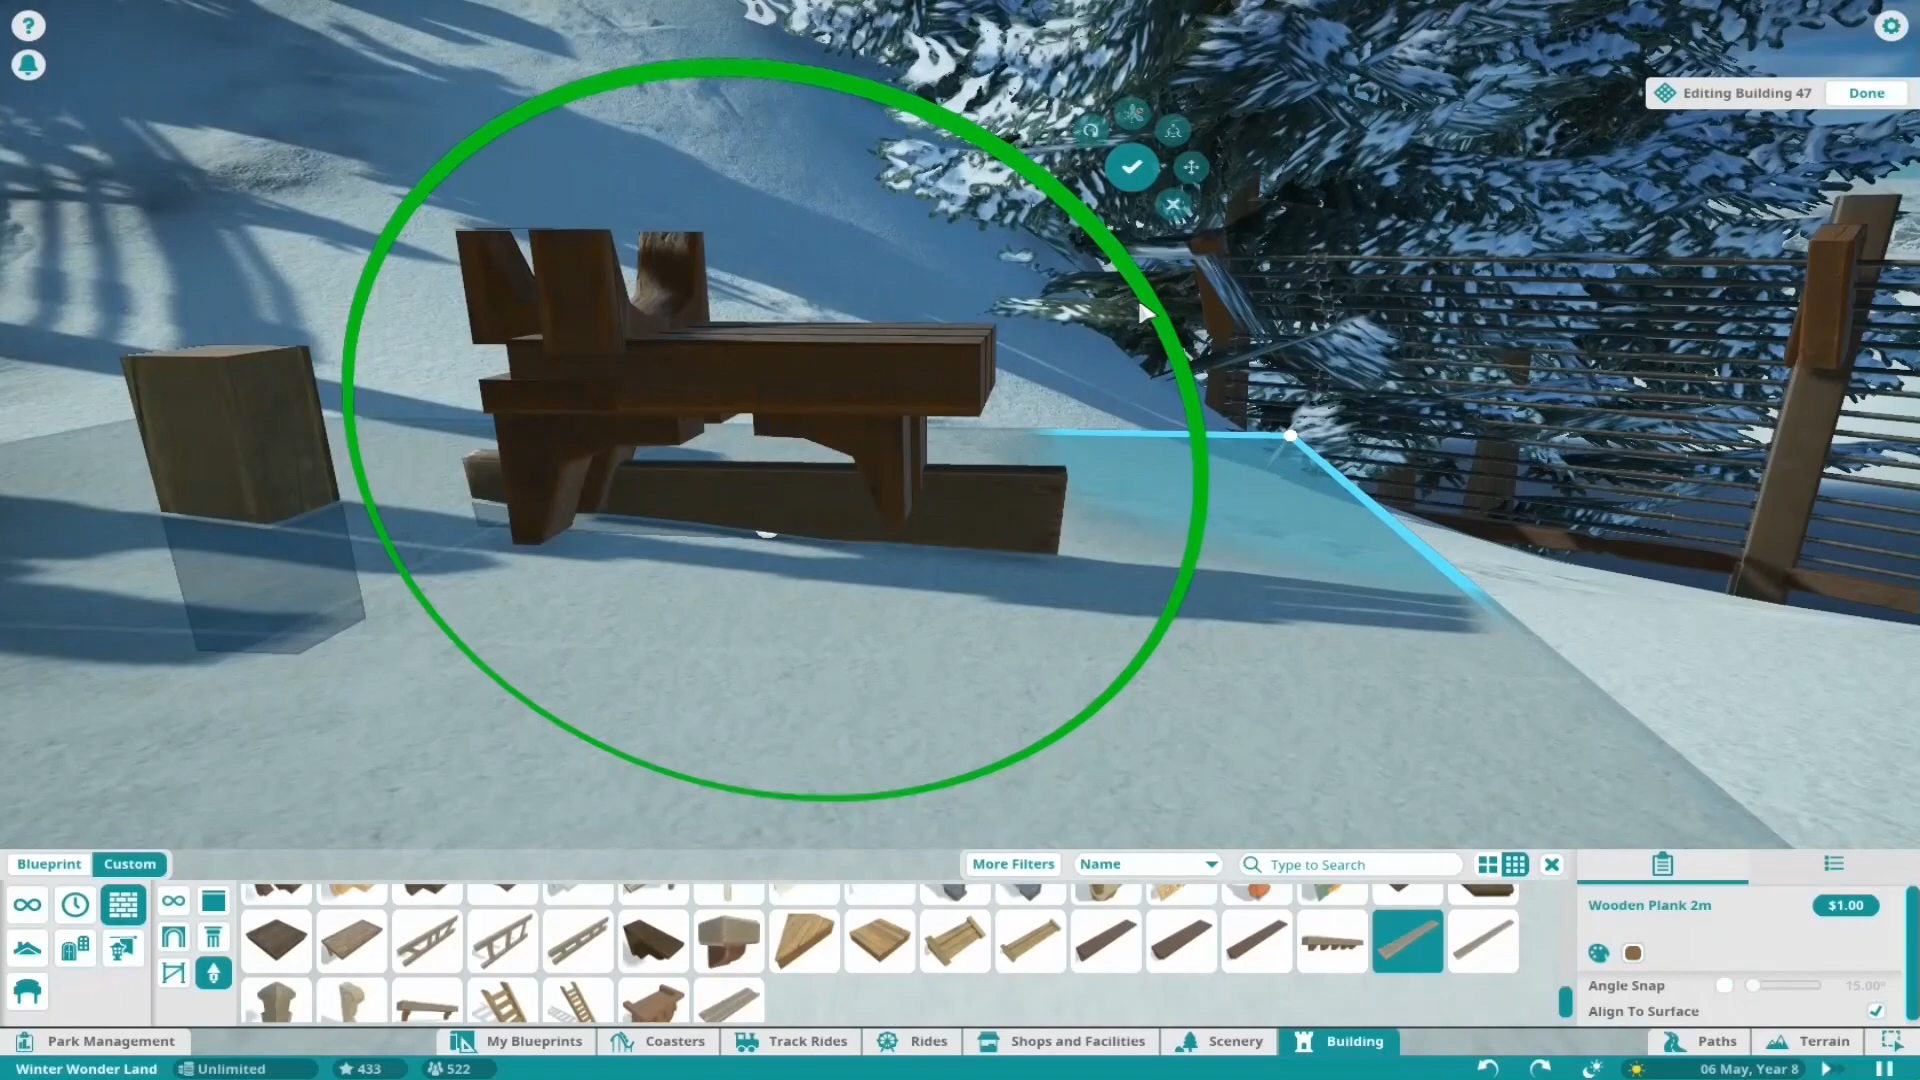 ?
Editing Building 47
Done
Blueprint
Custom
More Filters
Name
Type to Search
Wooden Plank 2m
$1.00
Angle Snap
15.00°
Align To Surface
Park Management
My Blueprints
Coasters
Track Rides
Rides
Shops and Facilities
Scenery
Building
Paths
Terrain
Winter Wonder Land
Unlimited
433
522
06 May, Year 8